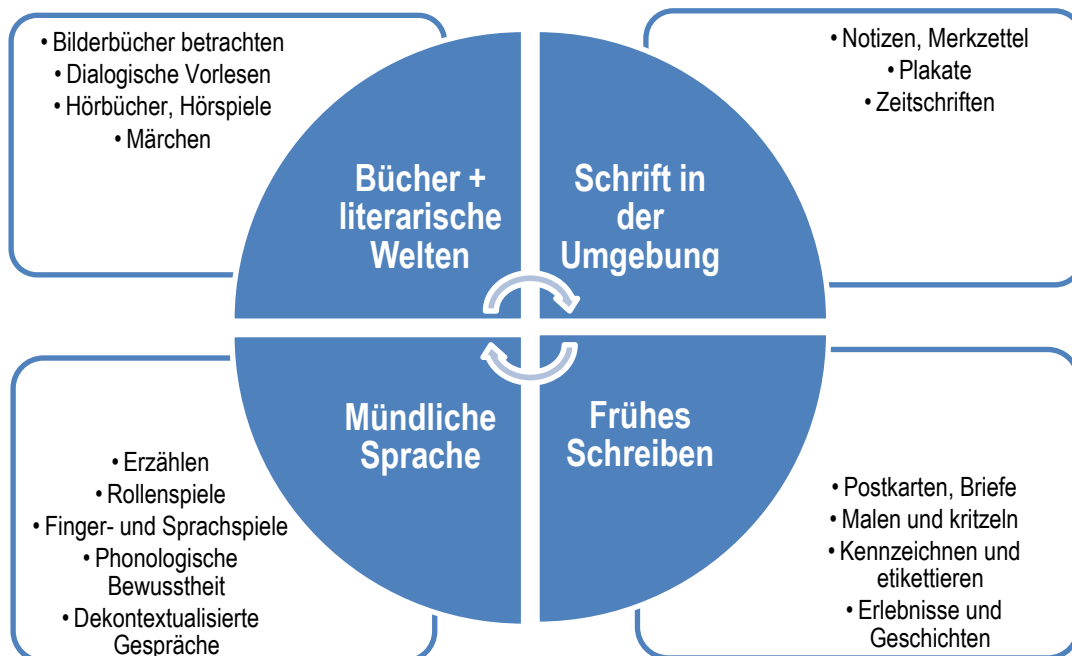 • Bilderbücher betrachten
• Dialogische Vorlesen
• Hörbücher, Hörspiele
• Märchen
• Notizen, Merkzettel
• Plakate
• Zeitschriften
Bücher +
literarische
Welten
Schrift in
der
Umgebung
Mündliche
Sprache
Frühes
Schreiben
• Erzählen
• Rollenspiele
• Finger- und Sprachspiele
• Phonologische
Bewusstheit
• Dekontextualisierte
Gespräche
• Postkarten, Briefe
• Malen und kritzeln
• Kennzeichnen und
etikettieren
• Erlebnisse und
Geschichten